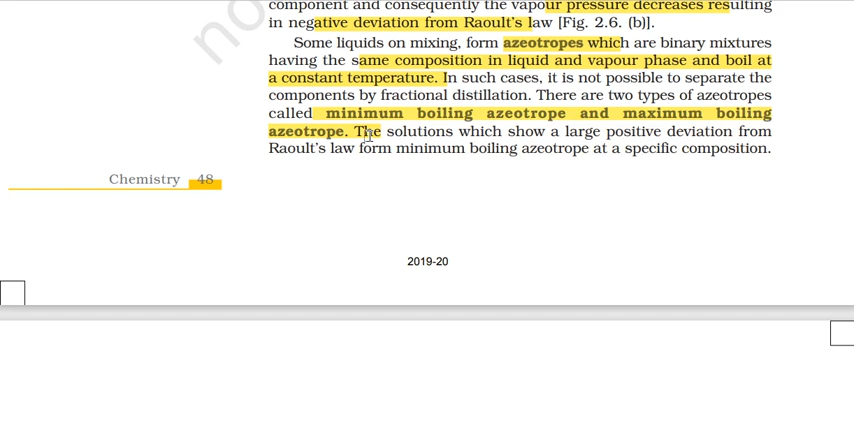 component and consequently the vapour pressure decreases resulting
in negative deviation from Raoult's law [Fig. 2.6. (b)].
Some liquids on mixing, form azeotropes which are binary mixtures
having the same composition in liquid and vapour phase and boil at
a constant temperature. In such cases, it is not possible to separate the
components by fractional distillation. There are two types of azeotropes
called minimum boiling azeotrope and maximum boiling
azeotrope. The solutions which show a large positive deviation from
Raoult's law form minimum boiling azeotrope at a specific composition.
Chemistry 48
2019-20
no